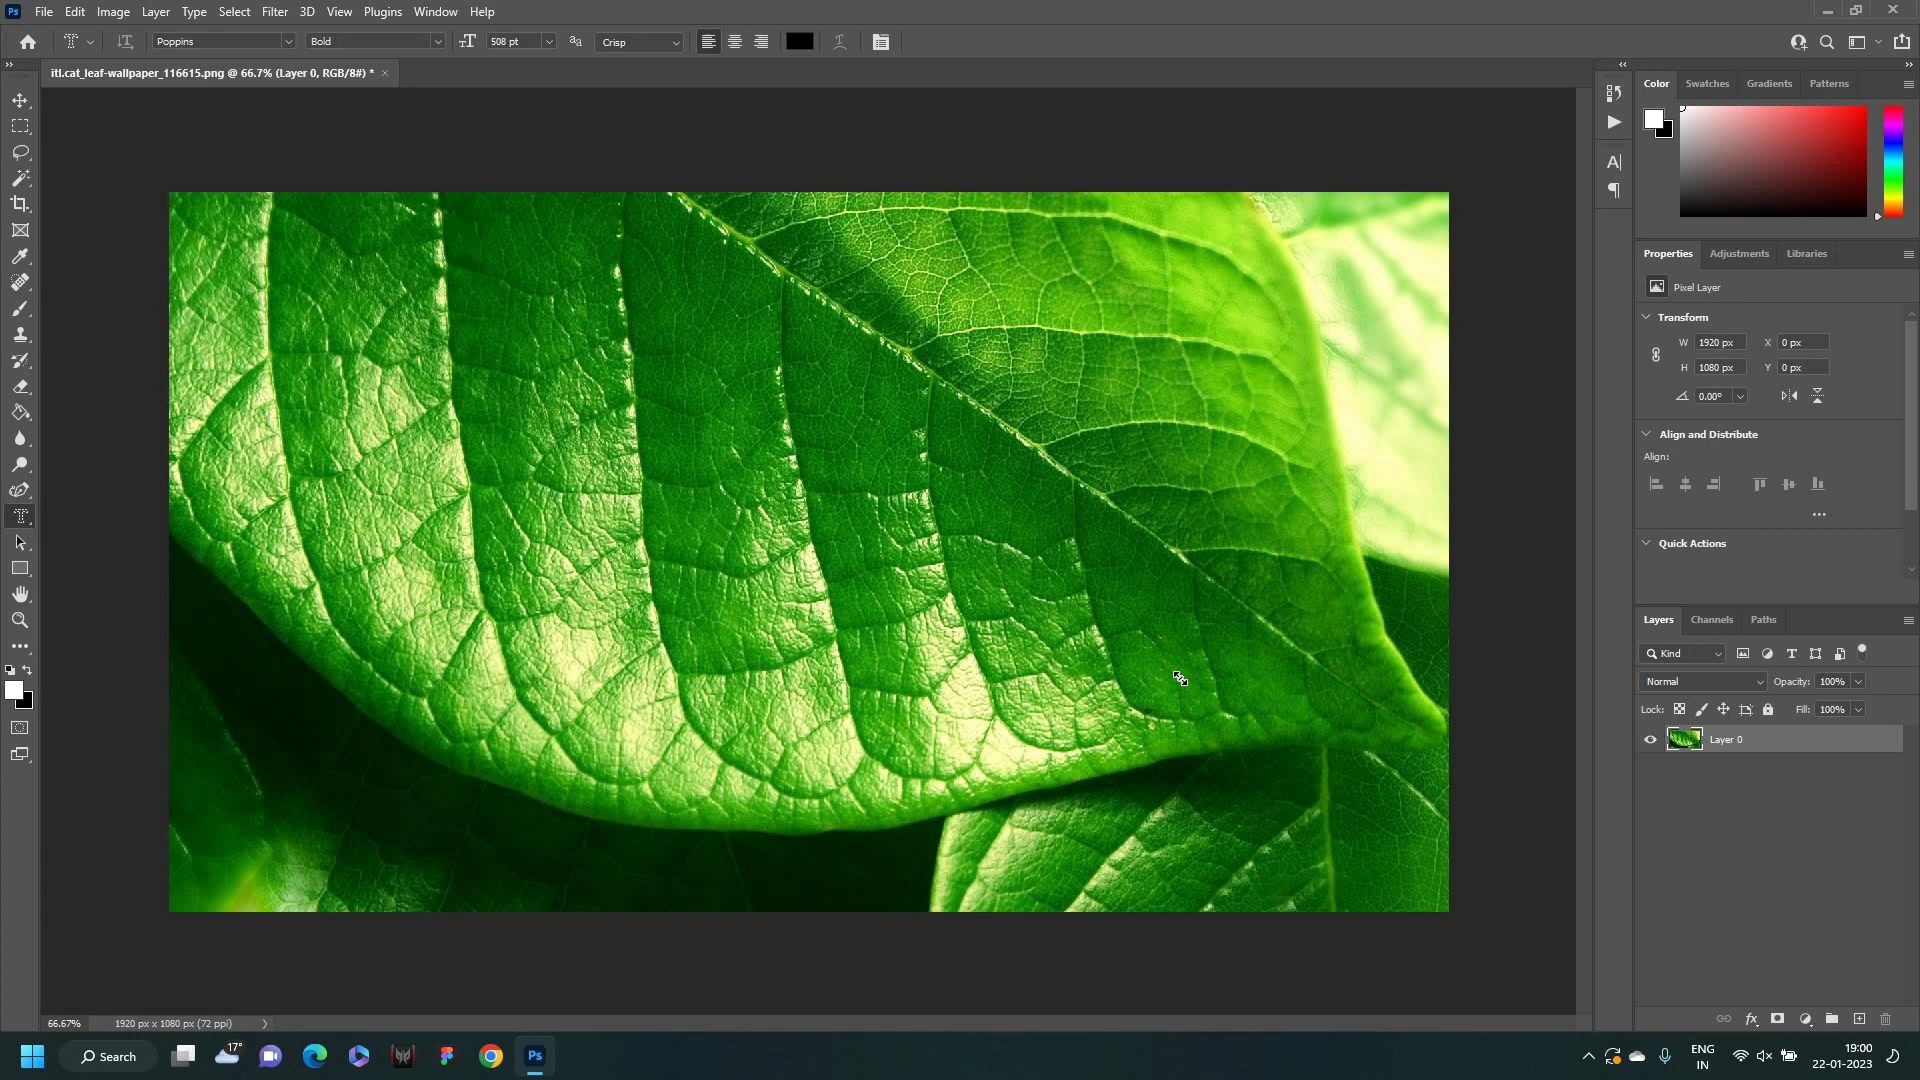 Ps File Edit Image Layer Type Select Filter 3D View Plugins Window Help
Poppins Bold 508 pt Crisp
itl.cat_leaf-wallpaper_116615.png @ 66.7% (Layer 0, RGB/8#) *
Color Swatches Gradients Patterns
Properties Adjustments Libraries
Pixel Layer
Transform
W 1920 px X 0 px
H 1080 px Y 0 px
0.00°
Align and Distribute
Align:
Quick Actions
Layers Channels Paths
Kind
Normal Opacity: 100%
Lock: Fill: 100%
Layer 0
66.67% 1920 px x 1080 px (72 ppi)
17°
Search
Ps
ENG
IN
19:00
22-01-2023